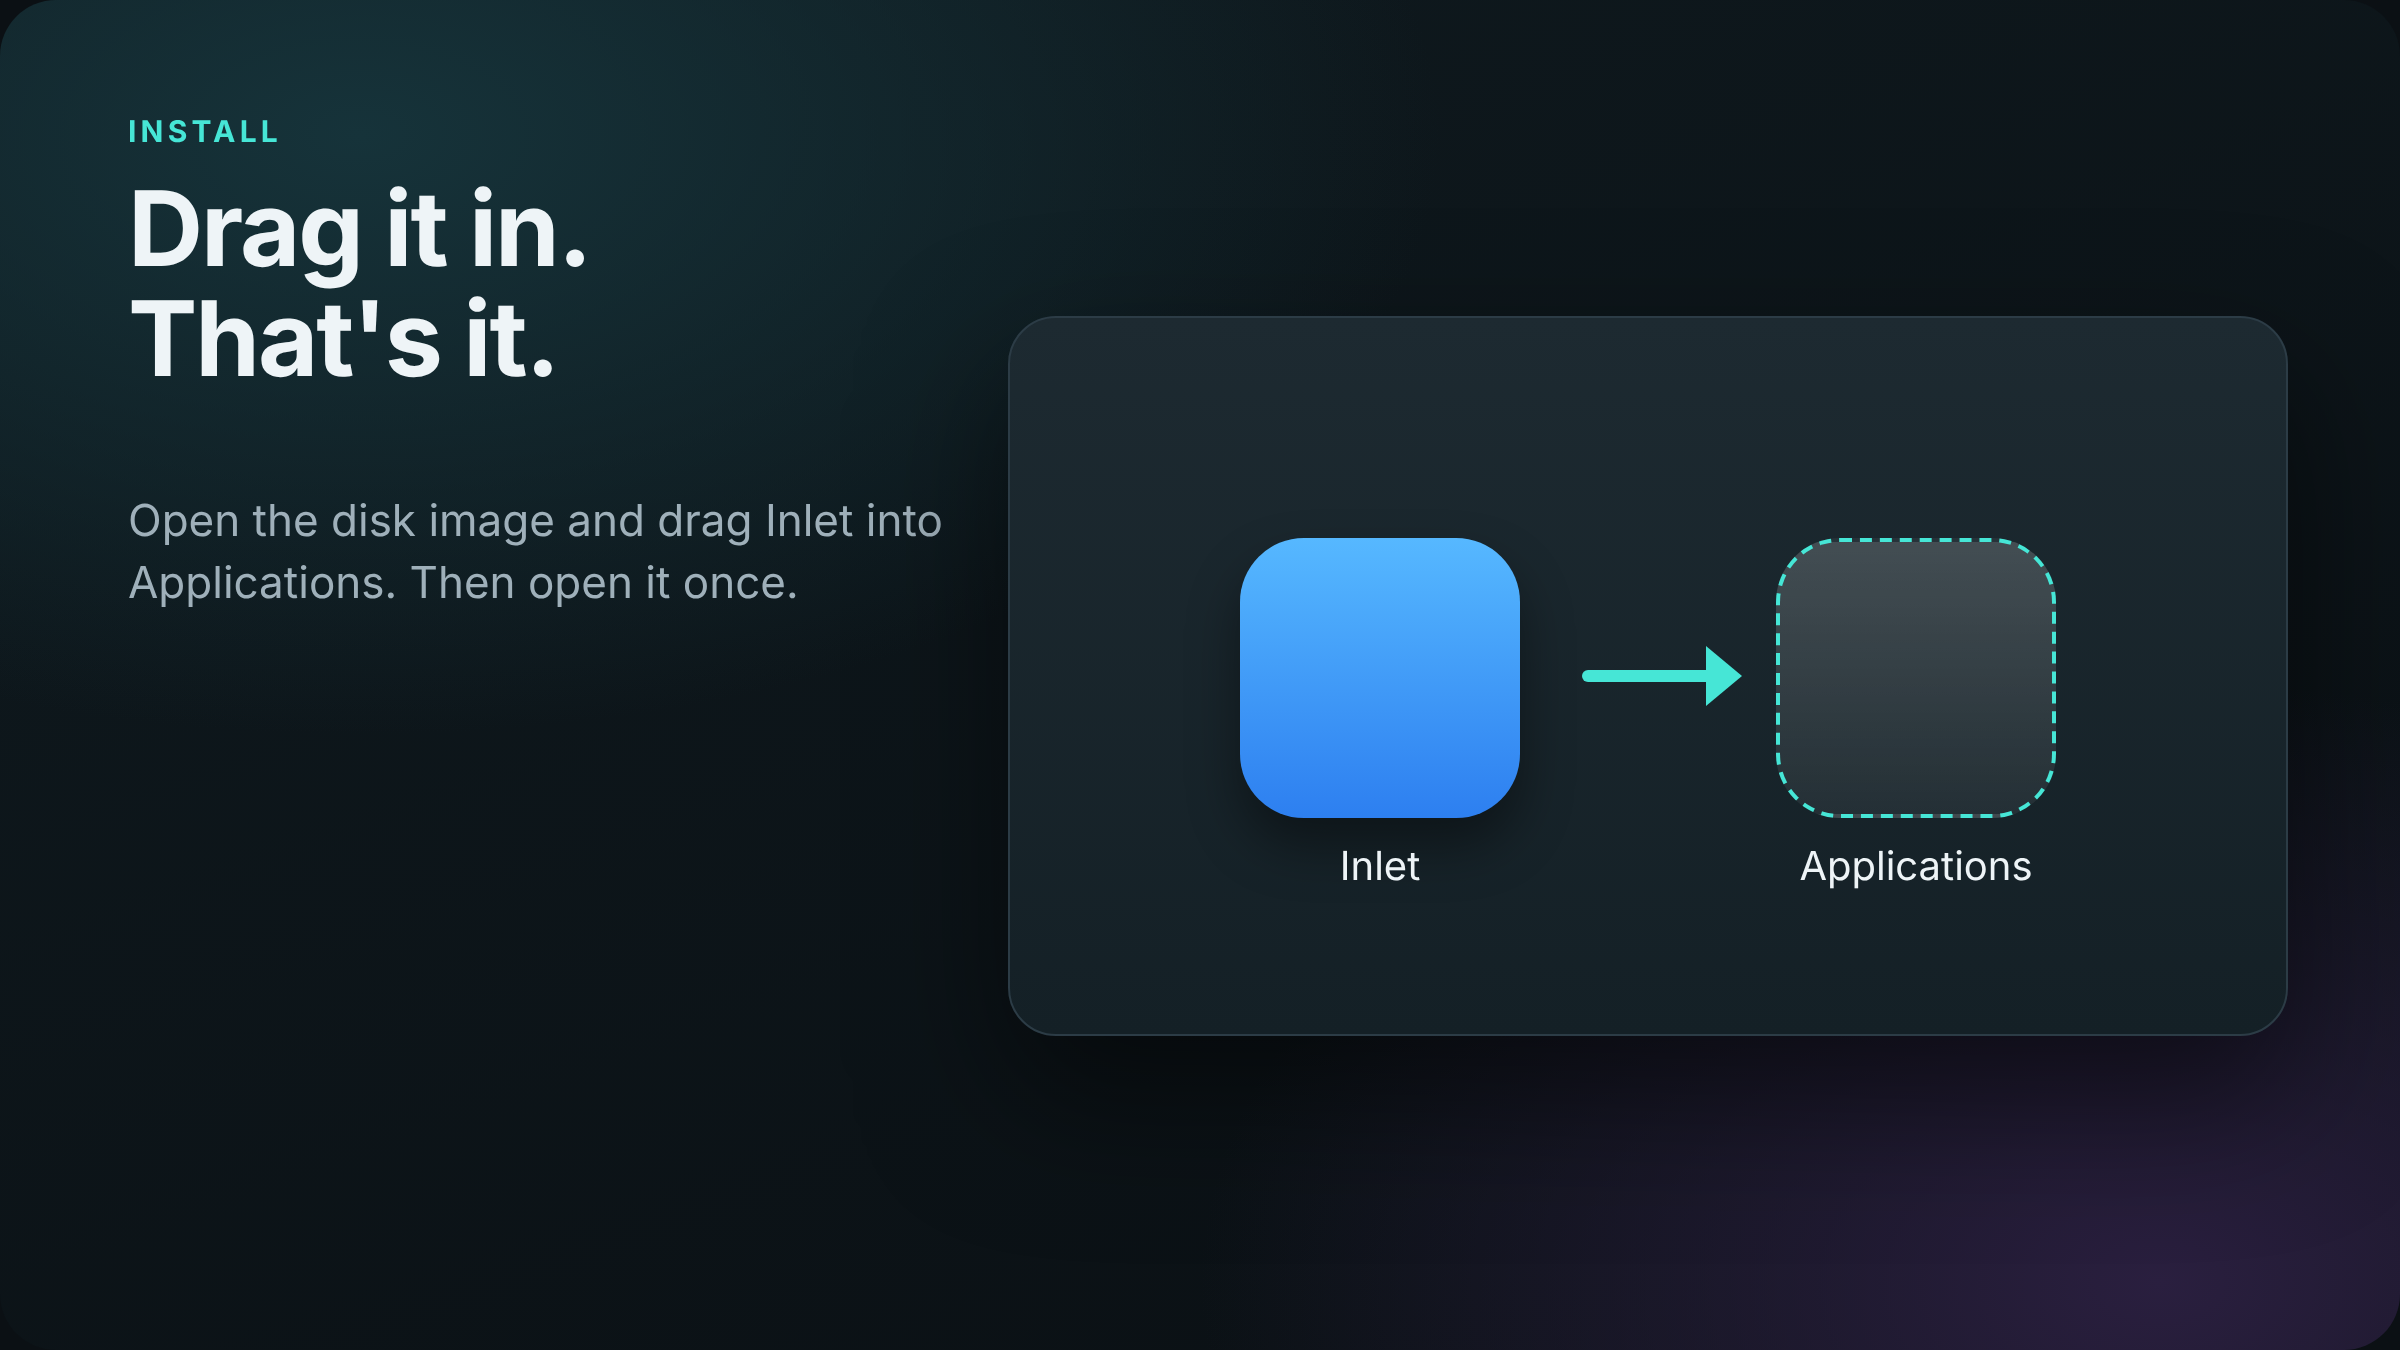 INSTALL
Drag it in.
That's it.
Open the disk image and drag Inlet into
Applications. Then open it once.
Inlet
Applications